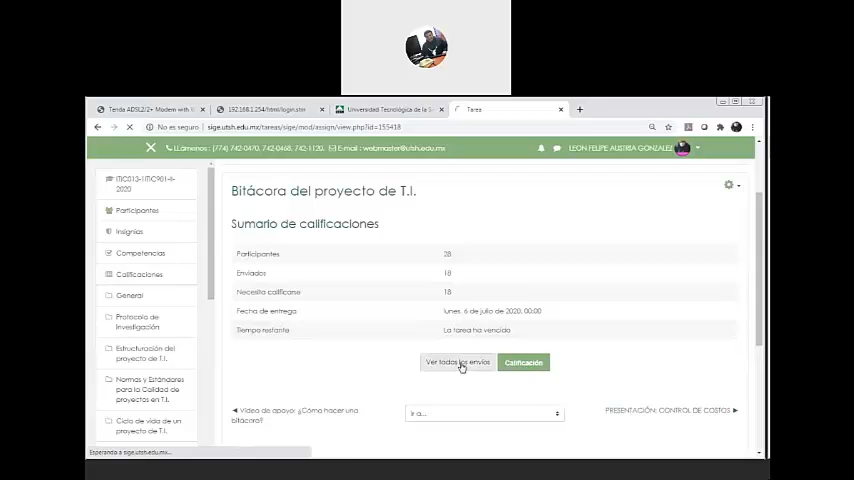 Tenda ADSL2/2+ Modem with
192.168.1.254/html/login.stm
Universidad Tecnológica de la Si
Tarea
No es seguro | sige.utsh.edu.mx/tareas/sige/mod/assign/view.php?id=155418
LLámenos : (774) 742-0470, 742-0468, 742-1120. E-mail : webmaster@utsh.edu.mx
LEON FELIPE AUSTRIA GONZALEZ
Participantes
Insignias
Competencias
Calificaciones
General
Protocolo de
Investigación
Estructuración del
proyecto de T.I.
Normas y Estándares
para la Calidad de
proyectos en T.I.
Ciclo de vida de un
proyecto de T.I.
Bitácora del proyecto de T.I.
Sumario de calificaciones
Participantes 28
Enviados 18
Necesita calificarse 18
Fecha de entrega lunes, 6 de julio de 2020, 00:00
Tiempo restante La tarea ha vencido
Ver todos los envíos Calificación
◄ Vídeo de apoyo: ¿Cómo hacer una
bitácora?
Ir a...
PRESENTACIÓN: CONTROL DE COSTOS ►
Esperando a sige.utsh.edu.mx...